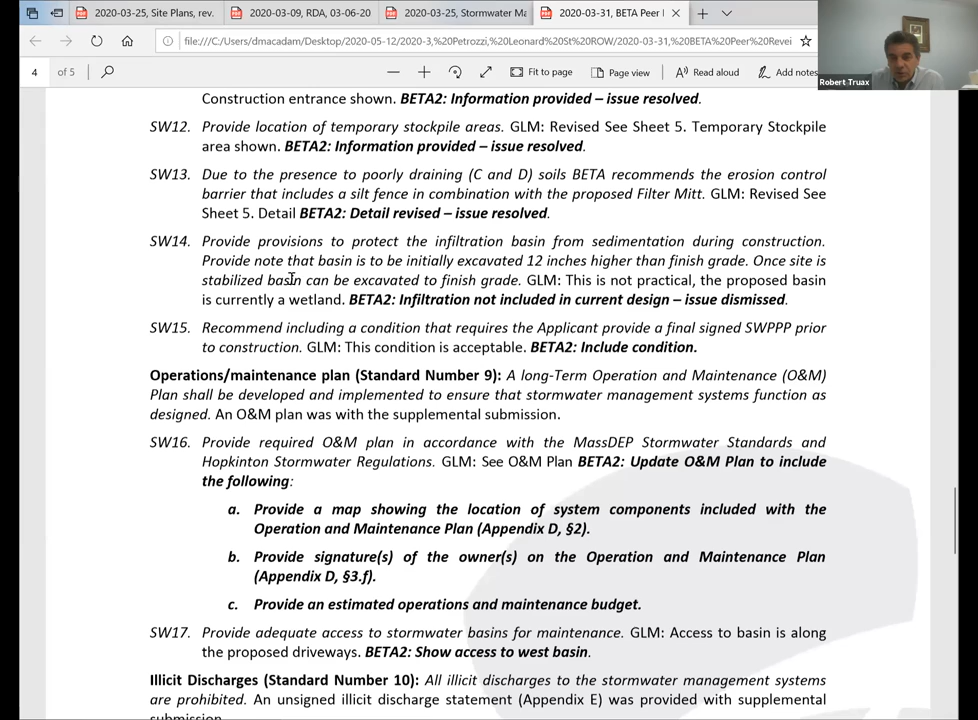 2020-03-25, Site Plans, rev.
2020-03-09, RDA, 03-06-20
2020-03-25, Stormwater Ma
2020-03-31, BETA Peer
file:///C:/Users/dmacadam/Desktop/2020-05-12/2020-3,%20Petrozzi,Leonard%20St%20ROW/2020-03-31,%20BETA%20Peer%20Revei
4 of 5
Fit to page
Page view
Read aloud
Add notes
Robert Truax
Construction entrance shown. BETA2: Information provided – issue resolved.
SW12. Provide location of temporary stockpile areas. GLM: Revised See Sheet 5. Temporary Stockpile
area shown. BETA2: Information provided – issue resolved.
SW13. Due to the presence to poorly draining (C and D) soils BETA recommends the erosion control
barrier that includes a silt fence in combination with the proposed Filter Mitt. GLM: Revised See
Sheet 5. Detail BETA2: Detail revised – issue resolved.
SW14. Provide provisions to protect the infiltration basin from sedimentation during construction.
Provide note that basin is to be initially excavated 12 inches higher than finish grade. Once site is
stabilized basin can be excavated to finish grade. GLM: This is not practical, the proposed basin
is currently a wetland. BETA2: Infiltration not included in current design – issue dismissed.
SW15. Recommend including a condition that requires the Applicant provide a final signed SWPPP prior
to construction. GLM: This condition is acceptable. BETA2: Include condition.
Operations/maintenance plan (Standard Number 9): A long-Term Operation and Maintenance (O&M)
Plan shall be developed and implemented to ensure that stormwater management systems function as
designed. An O&M plan was with the supplemental submission.
SW16. Provide required O&M plan in accordance with the MassDEP Stormwater Standards and
Hopkinton Stormwater Regulations. GLM: See O&M Plan BETA2: Update O&M Plan to include
the following:
a. Provide a map showing the location of system components included with the
Operation and Maintenance Plan (Appendix D, §2).
b. Provide signature(s) of the owner(s) on the Operation and Maintenance Plan
(Appendix D, §3.f).
c. Provide an estimated operations and maintenance budget.
SW17. Provide adequate access to stormwater basins for maintenance. GLM: Access to basin is along
the proposed driveways. BETA2: Show access to west basin.
Illicit Discharges (Standard Number 10): All illicit discharges to the stormwater management systems
are prohibited. An unsigned illicit discharge statement (Appendix E) was provided with supplemental
submission.